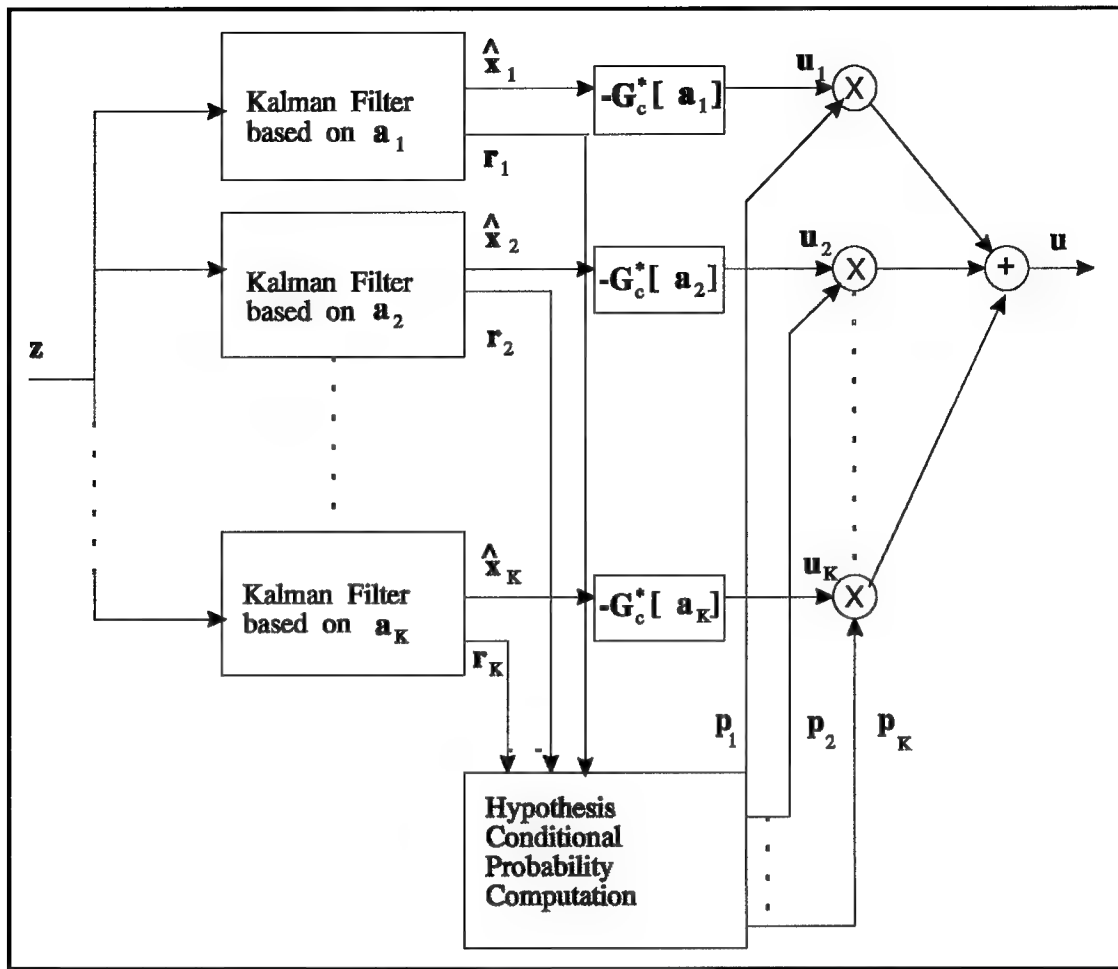 x̂₁
u₁
X
Kalman Filter
based on a₁
-G*c[ a₁]
r₁
x̂₂
u₂
u
X
+
Kalman Filter
based on a₂
-G*c[ a₂]
r₂
z
x̂K
uK
X
Kalman Filter
based on aK
-G*c[ aK]
rK
p₁
p₂
pK
Hypothesis
Conditional
Probability
Computation